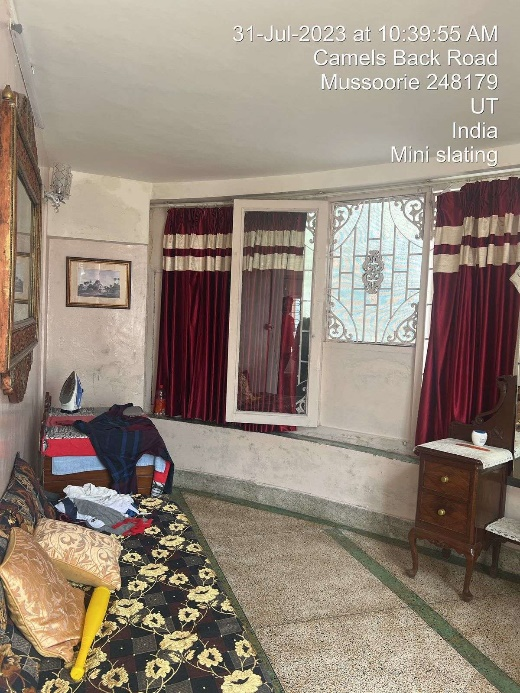 31-Jul-2023 at 10:39:55 AM
Camels Back Road
Mussoorie 248179
UT
India
Mini slating